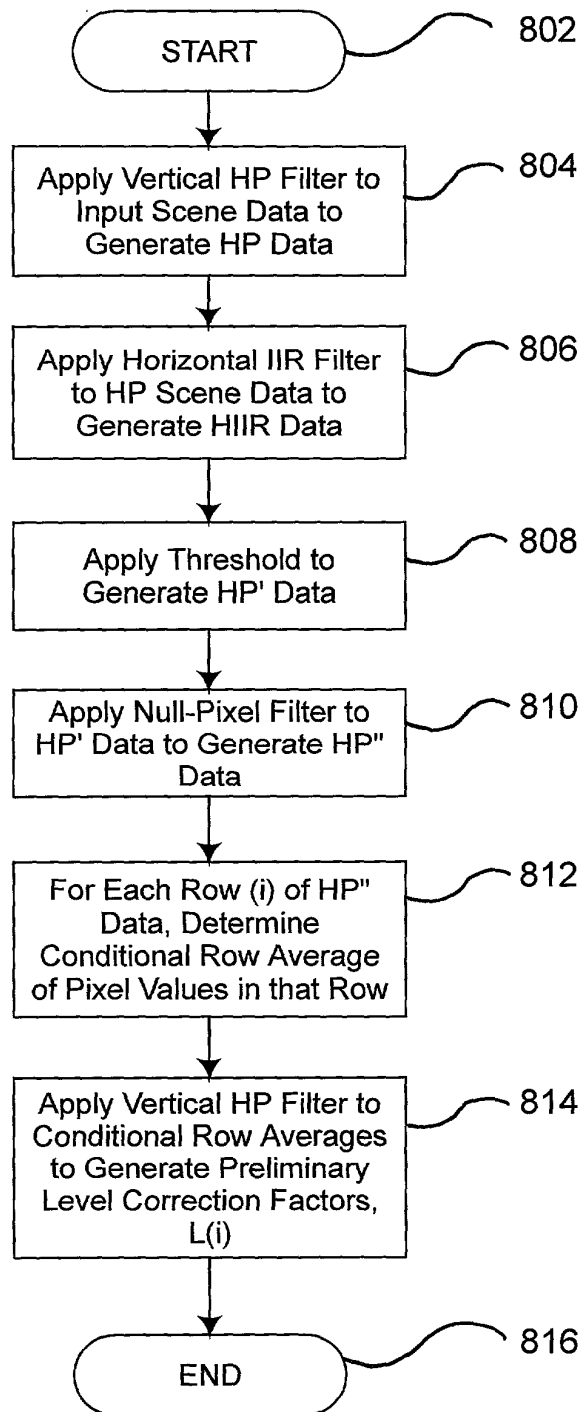 START
802
Apply Vertical HP Filter to
Input Scene Data to
Generate HP Data
804
Apply Horizontal IIR Filter
to HP Scene Data to
Generate HIIR Data
806
Apply Threshold to
Generate HP' Data
808
Apply Null-Pixel Filter to
HP' Data to Generate HP"
Data
810
For Each Row (i) of HP"
Data, Determine
Conditional Row Average
of Pixel Values in that Row
812
Apply Vertical HP Filter to
Conditional Row Averages
to Generate Preliminary
Level Correction Factors,
L(i)
814
END
816